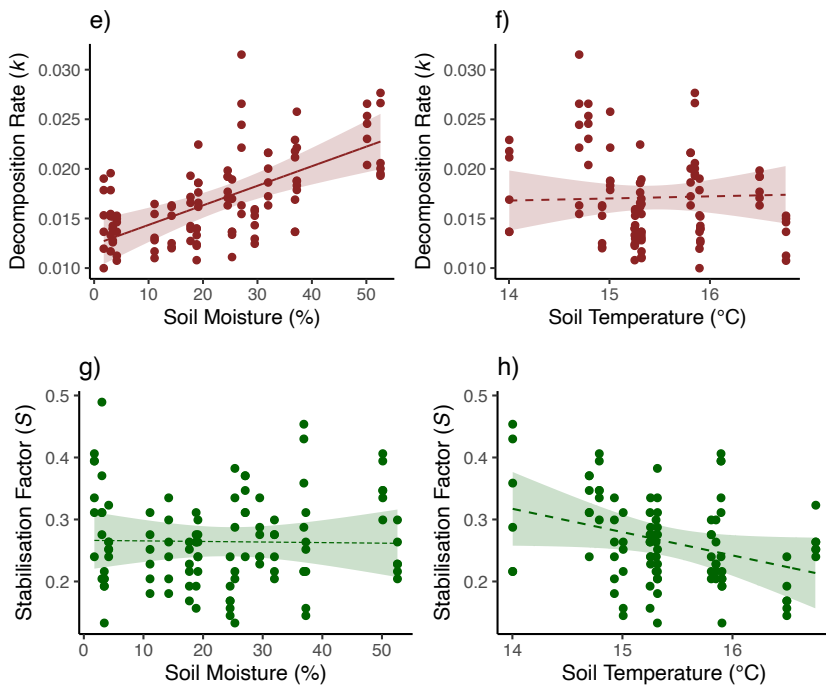 e)
Decomposition Rate (k)
0.030
0.025
0.020
0.015
0.010
0 10 20 30 40 50
Soil Moisture (%)
f)
Decomposition Rate (k)
0.030
0.025
0.020
0.015
0.010
14 15 16
Soil Temperature (°C)
g)
Stabilisation Factor (S)
0.5
0.4
0.3
0.2
0 10 20 30 40 50
Soil Moisture (%)
h)
Stabilisation Factor (S)
0.5
0.4
0.3
0.2
14 15 16
Soil Temperature (°C)